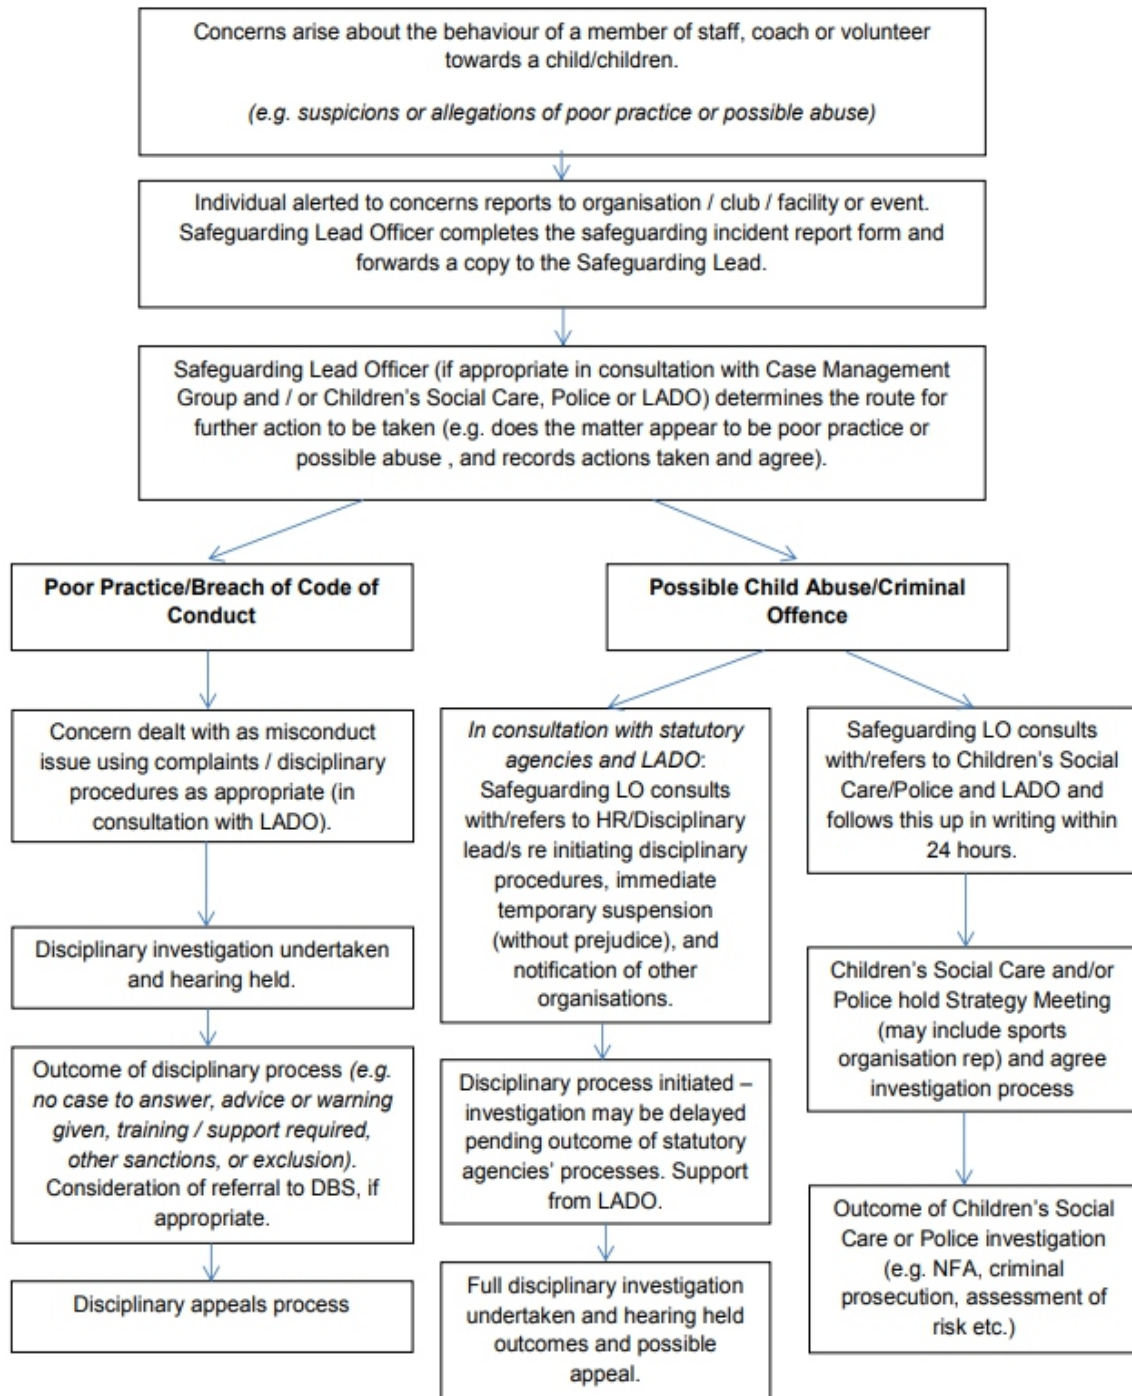 Concerns arise about the behaviour of a member of staff, coach or volunteer
towards a child/children.
(e.g. suspicions or allegations of poor practice or possible abuse)
Individual alerted to concerns reports to organisation / club / facility or event.
Safeguarding Lead Officer completes the safeguarding incident report form and
forwards a copy to the Safeguarding Lead.
Safeguarding Lead Officer (if appropriate in consultation with Case Management
Group and / or Children's Social Care, Police or LADO) determines the route for
further action to be taken (e.g. does the matter appear to be poor practice or
possible abuse , and records actions taken and agree).
Poor Practice/Breach of Code of
Conduct
Concern dealt with as misconduct
issue using complaints / disciplinary
procedures as appropriate (in
consultation with LADO).
Disciplinary investigation undertaken
and hearing held.
Outcome of disciplinary process (e.g.
no case to answer, advice or warning
given, training / support required,
other sanctions, or exclusion).
Consideration of referral to DBS, if
appropriate.
Disciplinary appeals process
Possible Child Abuse/Criminal
Offence
In consultation with statutory
agencies and LADO:
Safeguarding LO consults
with/refers to HR/Disciplinary
lead/s re initiating disciplinary
procedures, immediate
temporary suspension
(without prejudice), and
notification of other
organisations.
Disciplinary process initiated –
investigation may be delayed
pending outcome of statutory
agencies' processes. Support
from LADO.
Full disciplinary investigation
undertaken and hearing held
outcomes and possible
appeal.
Safeguarding LO consults
with/refers to Children's Social
Care/Police and LADO and
follows this up in writing within
24 hours.
Children's Social Care and/or
Police hold Strategy Meeting
(may include sports
organisation rep) and agree
investigation process
Outcome of Children's Social
Care or Police investigation
(e.g. NFA, criminal
prosecution, assessment of
risk etc.)